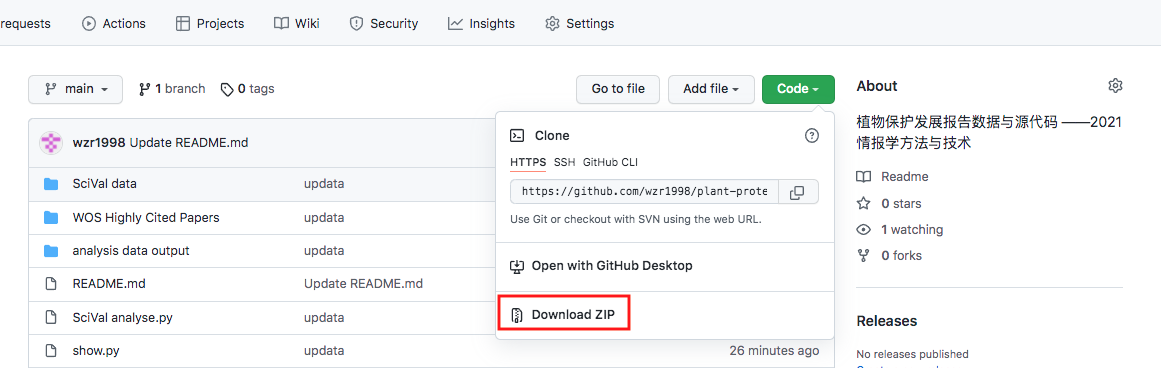 requests Actions Projects Wiki Security Insights Settings
main 1 branch 0 tags Go to file Add file Code
wzr1998 Update README.md
SciVal data updata
WOS Highly Cited Papers updata
analysis data output updata
README.md Update README.md
SciVal analyse.py updata
show.py updata 26 minutes ago
Clone
HTTPS SSH GitHub CLI
https://github.com/wzr1998/plant-prote
Use Git or checkout with SVN using the web URL.
Open with GitHub Desktop
Download ZIP
About
植物保护发展报告数据与源代码 ——2021
情报学方法与技术
Readme
0 stars
1 watching
0 forks
Releases
No releases published